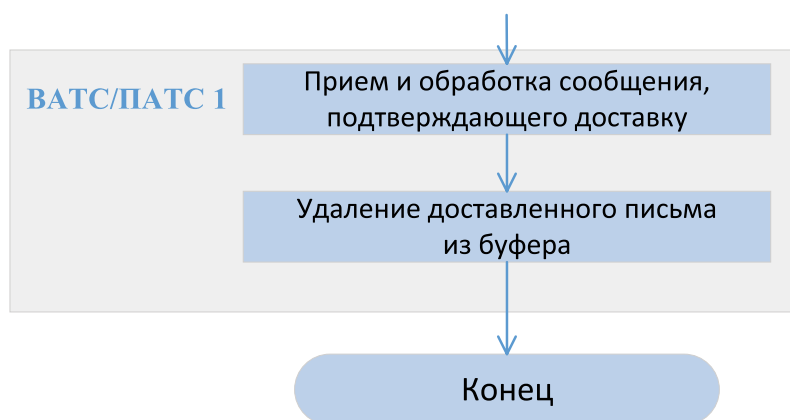 ВАТС/ПАТС 1
Прием и обработка сообщения,
подтверждающего доставку
Удаление доставленного письма
из буфера
Конец